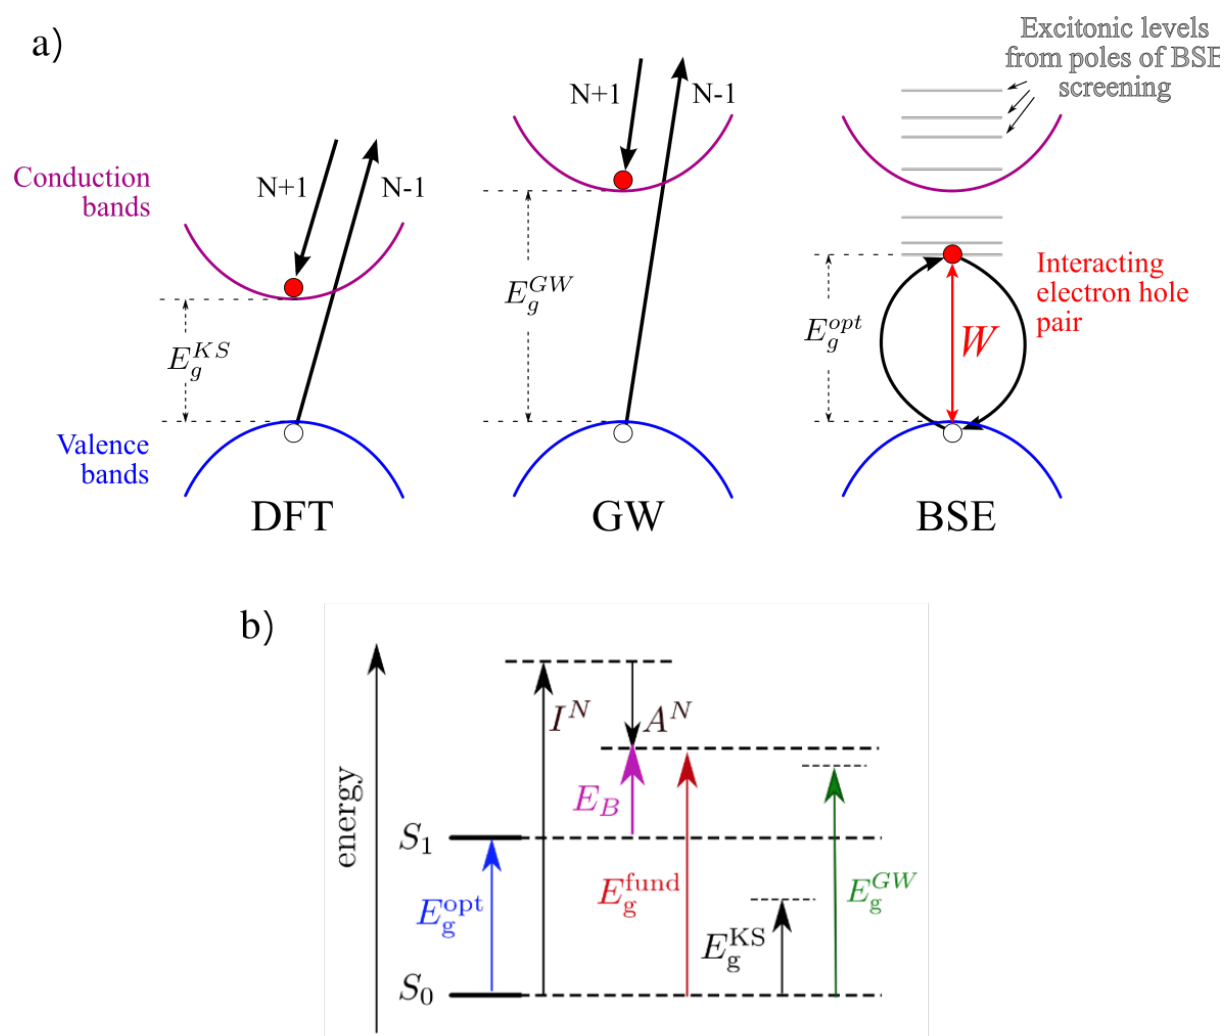 a)
Excitonic levels
from poles of BSE
screening
N+1
N-1
N+1
N-1
Conduction
bands
E_g^{KS}
E_g^{GW}
E_g^{opt}
W
Interacting
electron hole
pair
Valence
bands
DFT
GW
BSE
b)
energy
I^N
A^N
E_B
S_1
E_g^{opt}
E_g^{fund}
E_g^{KS}
E_g^{GW}
S_0